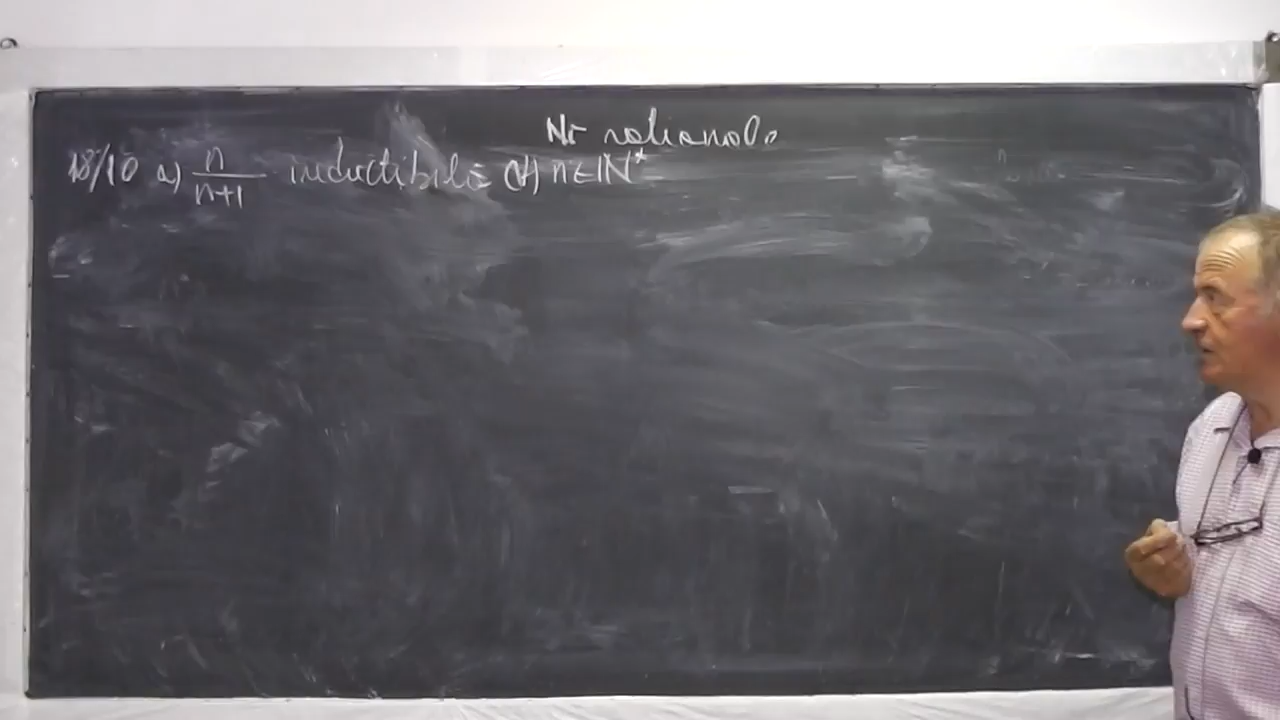 Nr raționale
18/10 a) n/n+1 ireductibilă (∀) n∈ℕ*